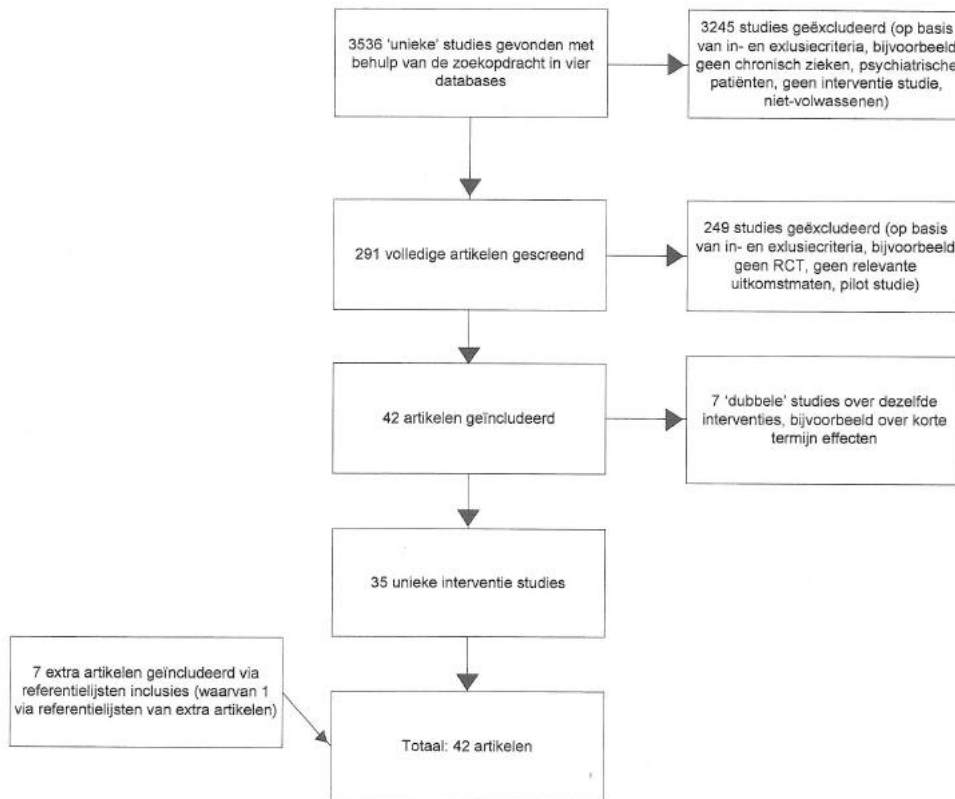 3536 'unieke' studies gevonden met
behulp van de zoekopdracht in vier
databases
3245 studies geëxcludeerd (op basis
van in- en exlusiecriteria, bijvoorbeeld
geen chronisch zieken, psychiatrische
patiënten, geen interventie studie,
niet-volwassenen)
291 volledige artikelen gescreend
249 studies geëxcludeerd (op basis
van in- en exlusiecriteria, bijvoorbeeld
geen RCT, geen relevante
uitkomstmaten, pilot studie)
42 artikelen geïncludeerd
7 'dubbele' studies over dezelfde
interventies, bijvoorbeeld over korte
termijn effecten
35 unieke interventie studies
7 extra artikelen geïncludeerd via
referentielijsten inclusies (waarvan 1
via referentielijsten van extra artikelen)
Totaal: 42 artikelen